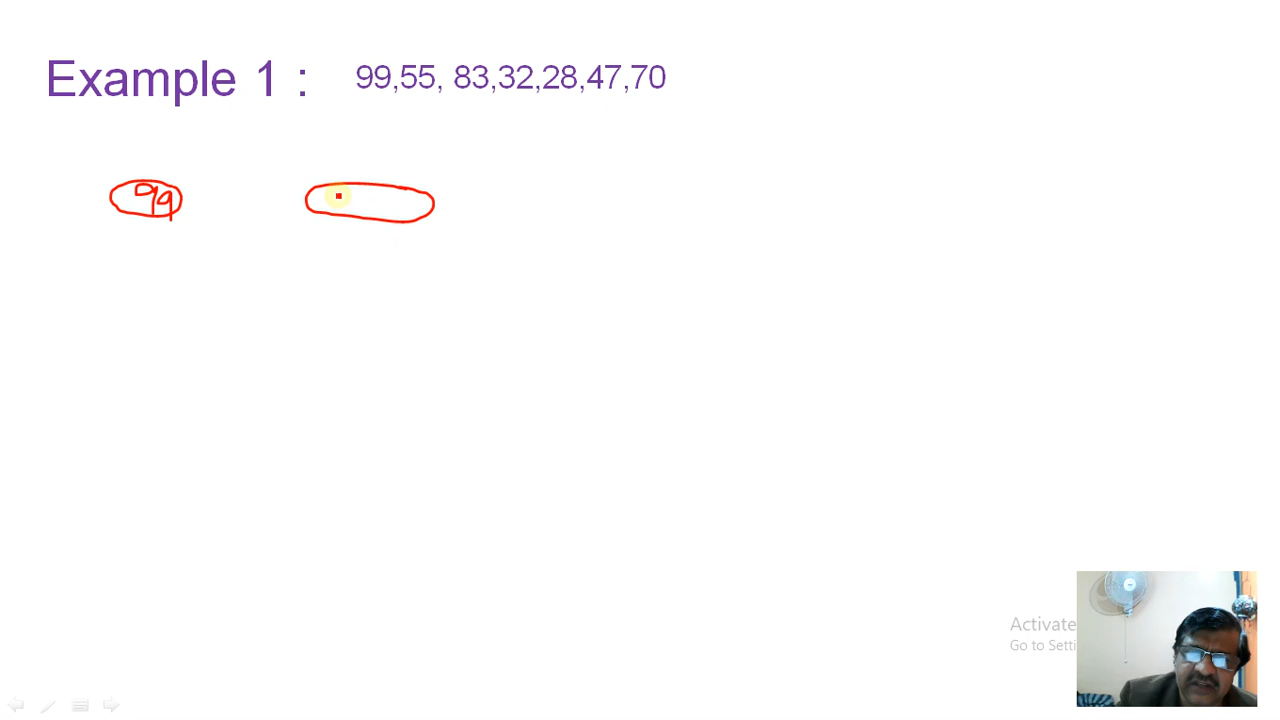 Example 1 : 99,55, 83,32,28,47,70
99
Activate
Go to Setti